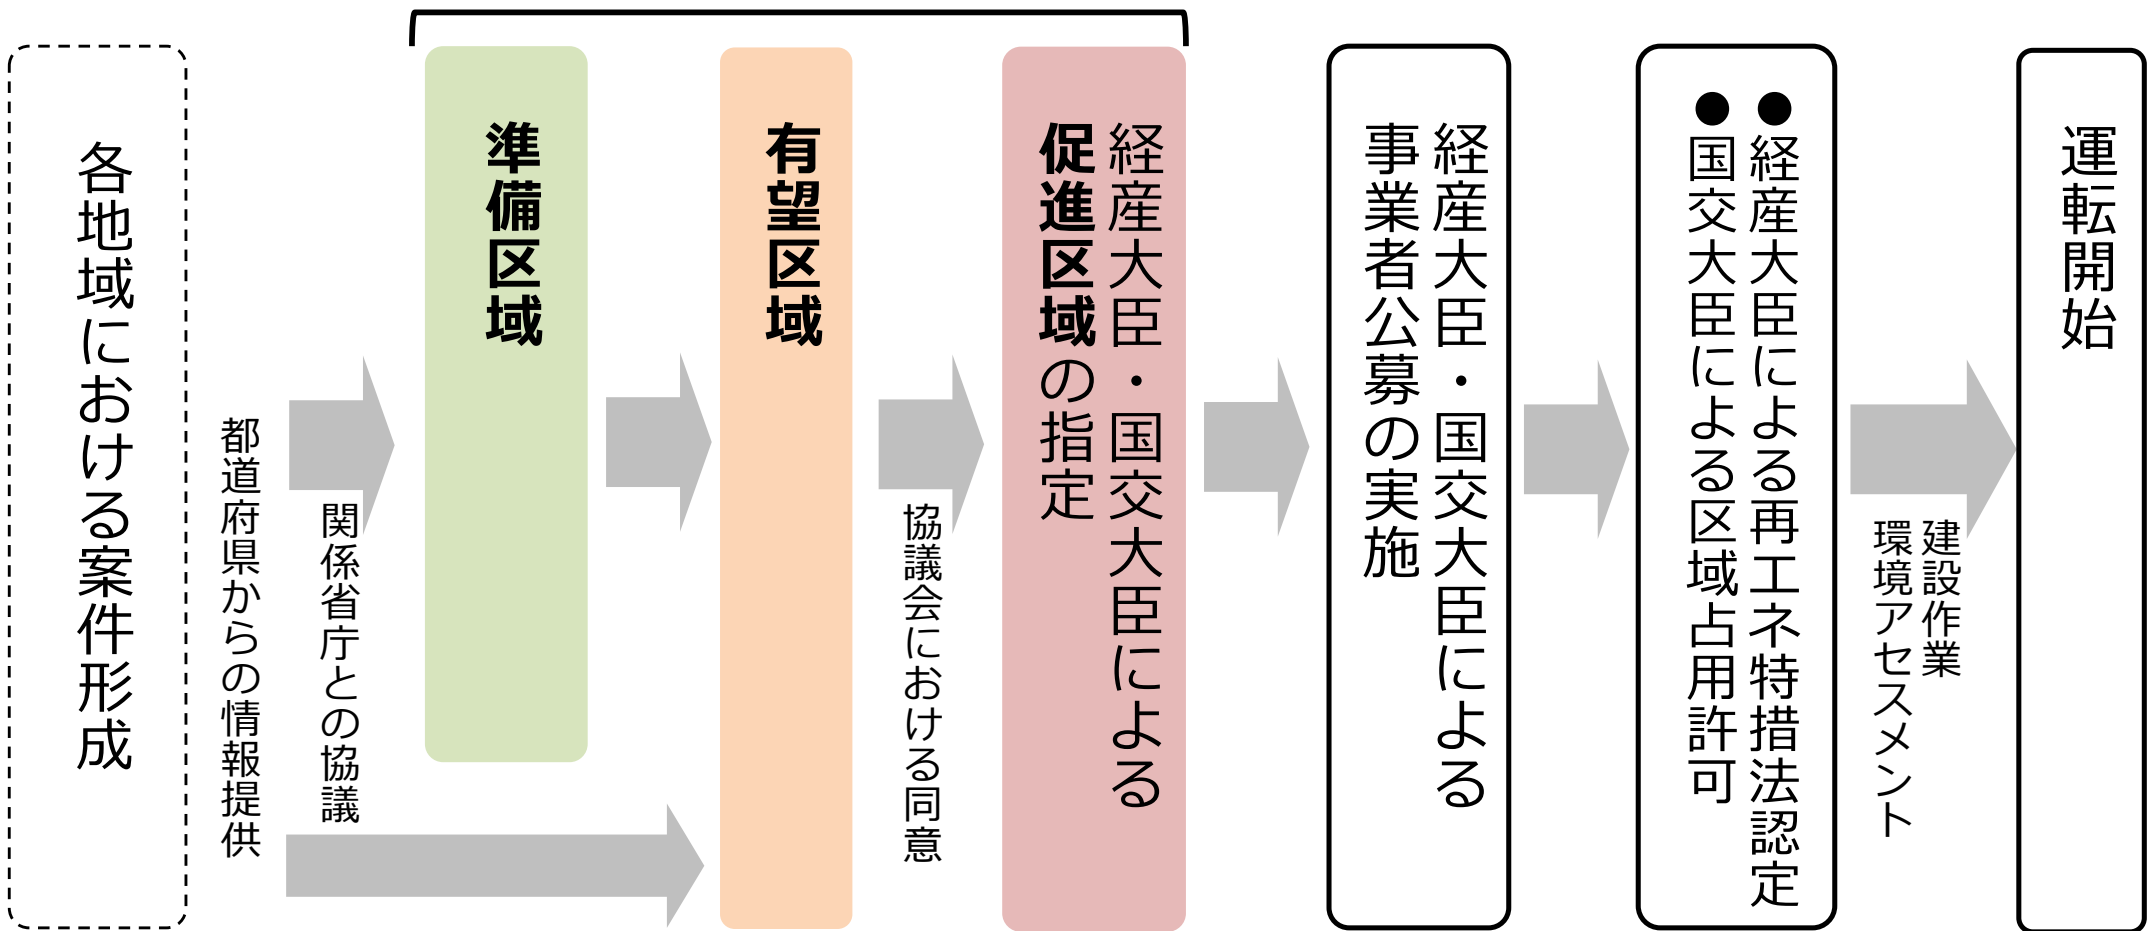 各地域における案件形成
都道府県からの情報提供
関係省庁との協議
準備区域
有望区域
協議会における同意
経産大臣・国交大臣による
促進区域の指定
経産大臣・国交大臣による
事業者公募の実施
●経産大臣による再エネ特措法認定
●国交大臣による区域占用許可
建設作業
環境アセスメント
運転開始